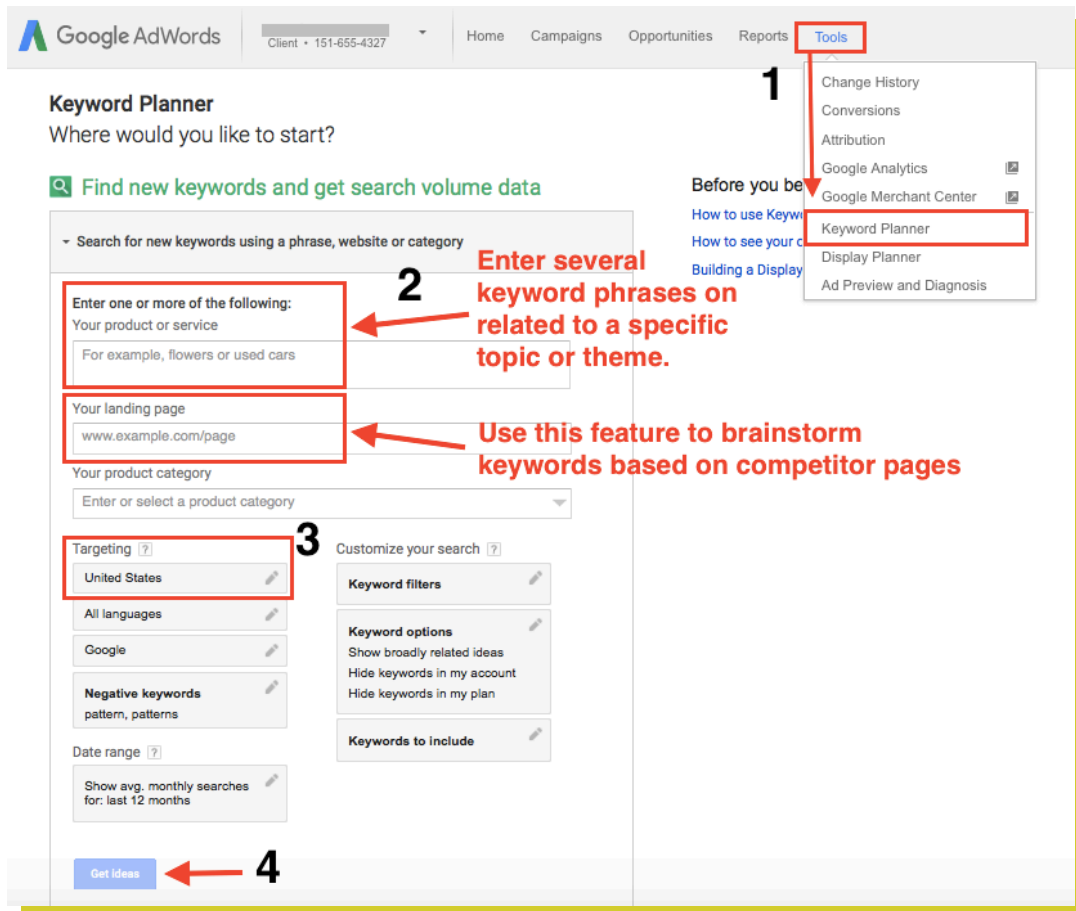 Google AdWords
Client • 151-655-4327
Home Campaigns Opportunities Reports Tools
1
Change History
Conversions
Attribution
Google Analytics
Google Merchant Center
Keyword Planner
Display Planner
Ad Preview and Diagnosis
Keyword Planner
Where would you like to start?
Find new keywords and get search volume data
Before you be
How to use Keyw
How to see your
Building a Display
Search for new keywords using a phrase, website or category
2
Enter one or more of the following:
Your product or service
For example, flowers or used cars
Enter several
keyword phrases on
related to a specific
topic or theme.
Your landing page
www.example.com/page
Use this feature to brainstorm
keywords based on competitor pages
Your product category
Enter or select a product category
3
Targeting ?
United States
All languages
Google
Negative keywords
pattern, patterns
Date range ?
Show avg. monthly searches
for: last 12 months
Customize your search ?
Keyword filters
Keyword options
Show broadly related ideas
Hide keywords in my account
Hide keywords in my plan
Keywords to include
Get ideas
4